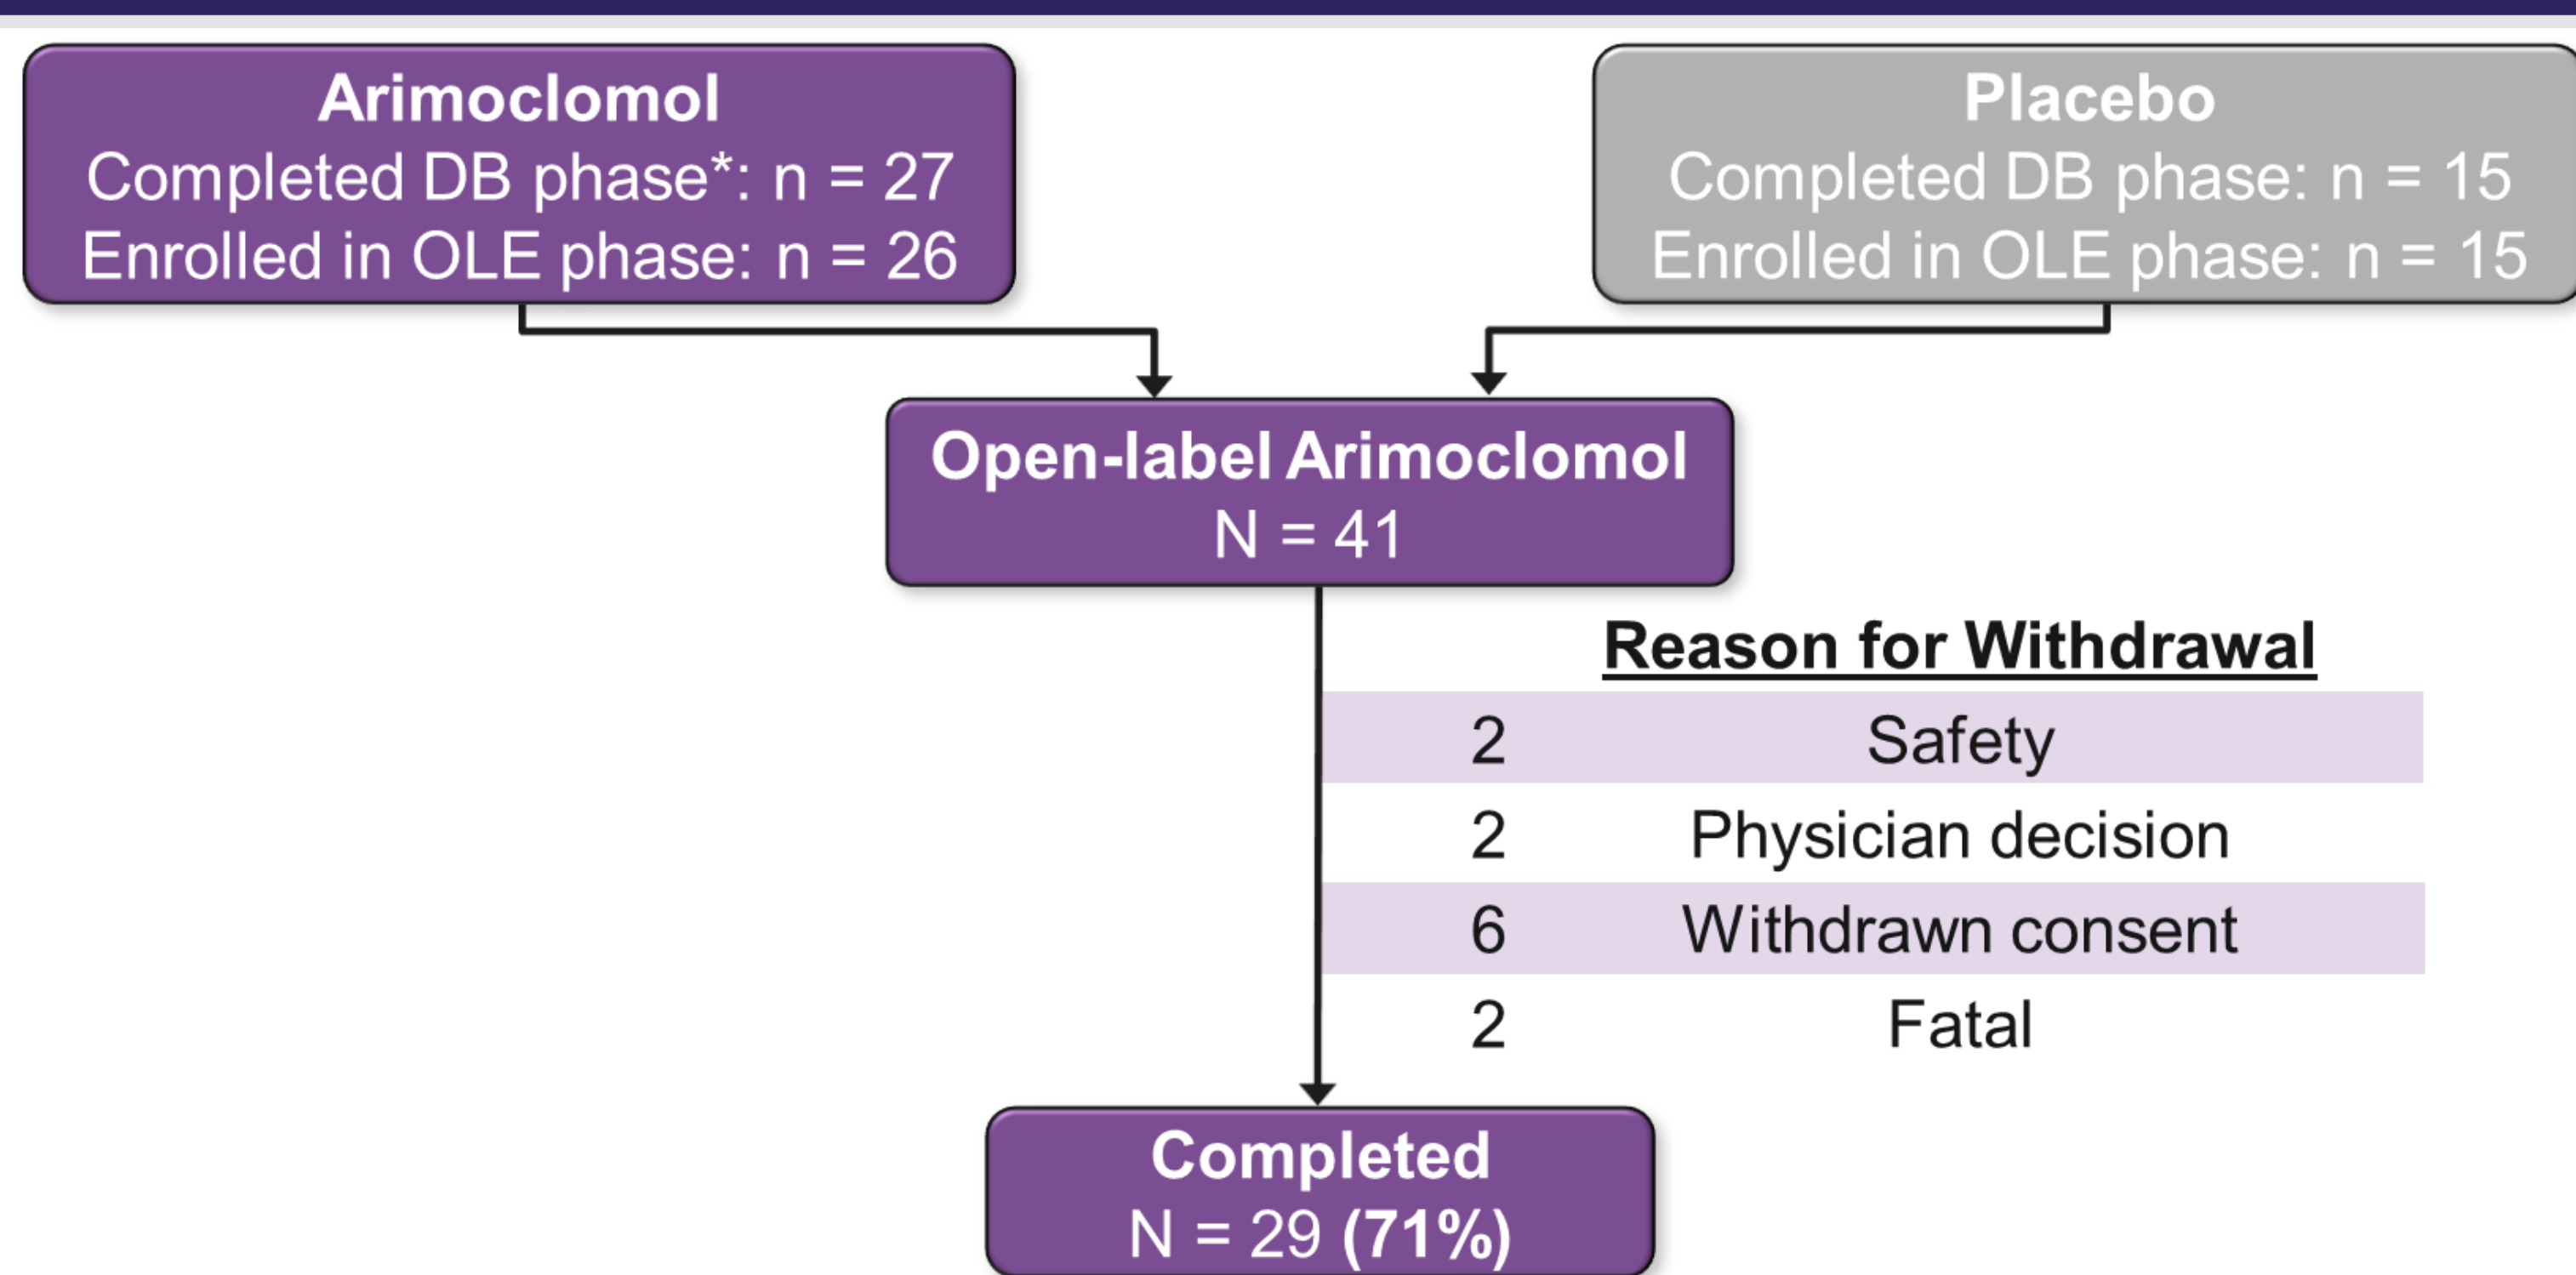 Arimoclomol
Completed DB phase*: n = 27
Enrolled in OLE phase: n = 26
Placebo
Completed DB phase: n = 15
Enrolled in OLE phase: n = 15
Open-label Arimoclomol
N = 41
Reason for Withdrawal
2 Safety
2 Physician decision
6 Withdrawn consent
2 Fatal
Completed
N = 29 (71%)